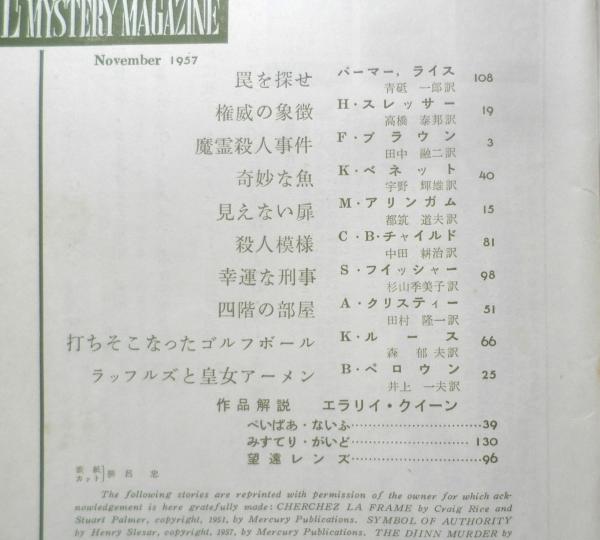 L' MYSTERY MAGAZINE
November 1957
罠を探せ パーマー, ライス 青砥 一郎訳 108
権威の象徴 H・スレッサー 高橋 泰邦訳 19
魔霊殺人事件 F・ブラウン 田中 融二訳 3
奇妙な魚 K・ベネット 宇野 輝雄訳 40
見えない扉 M・アリンガム 都筑 道夫訳 15
殺人模様 C・B・チャイルド 中田 耕治訳 81
幸運な刑事 S・フイッシャー 杉山季美子訳 98
四階の部屋 A・クリスティー 田村 隆一訳 51
打ちそこなったゴルフボール K・ルース 森 郁夫訳 66
ラッフルズと皇女アーメン B・ペロウン 井上 一夫訳 25
作品解説 エラリイ・クイーン
ぺいぱあ・ないふ 39
みすてり・がいど 130
望遠レンズ 96
表紙 カット 勝呂 忠
The following stories are reprinted with permission of the owner for which ack-
nowledgement is here gratefully made: CHERCHEZ LA FRAME by Craig Rice and
Stuart Palmer, copyright, 1951, by Mercury Publications. SYMBOL OF AUTHORITY
by Henry Slesar, copyright, 1957, by Mercury Publications. THE DJINN MURDER by